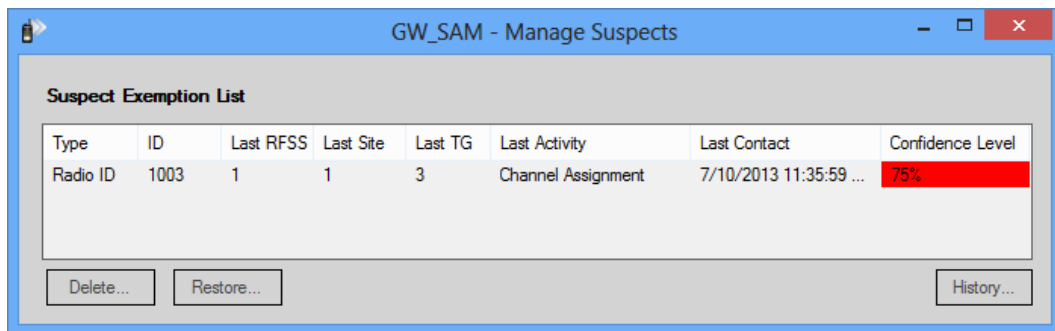 GW_SAM - Manage Suspects
Suspect Exemption List
Type ID Last RFSS Last Site Last TG Last Activity Last Contact Confidence Level
Radio ID 1003 1 1 3 Channel Assignment 7/10/2013 11:35:59 ... 75%
Delete... Restore... History...